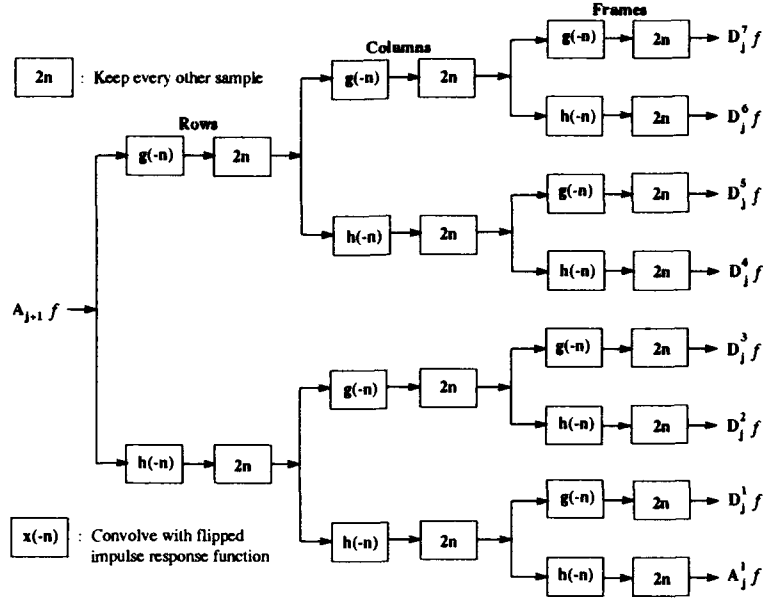 Frames
g(-n) 2n D_j^7 f
Columns
g(-n) 2n
2n : Keep every other sample
h(-n) 2n D_j^6 f
Rows
g(-n) 2n
g(-n) 2n D_j^5 f
h(-n) 2n
h(-n) 2n D_j^4 f
A_{j+1} f
g(-n) 2n D_j^3 f
g(-n) 2n
h(-n) 2n D_j^2 f
h(-n) 2n
g(-n) 2n D_j^1 f
x(-n) : Convolve with flipped
impulse response function
h(-n) 2n
h(-n) 2n A_j^1 f